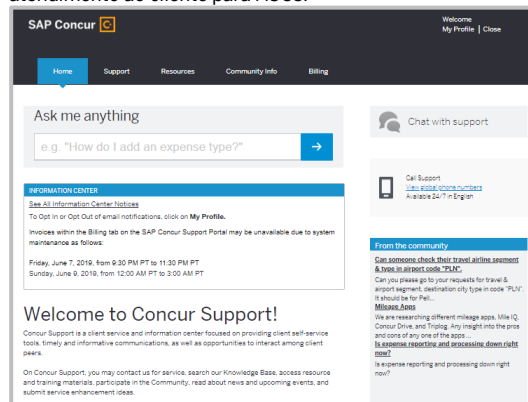 SAP Concur C
Welcome
My Profile | Close
Home Support Resources Community Info Billing
Ask me anything
e.g. "How do I add an expense type?"
Chat with support
INFORMATION CENTER
See All Information Center Notices
To Opt In or Opt Out of email notifications, click on My Profile.
Invoices within the Billing tab on the SAP Concur Support Portal may be unavailable due to system
maintenance as follows:
Friday, June 7, 2019, from 9:30 PM PT to 11:30 PM PT
Sunday, June 9, 2019, from 12:00 AM PT to 3:00 AM PT
Call Support
View global phone numbers
Available 24/7 in English
Welcome to Concur Support!
Concur Support is a client service and information center focused on providing client self-service
tools, timely and informative communications, as well as opportunities to interact among client
peers.
On Concur Support, you may contact us for service, search our Knowledge Base, access resource
and training materials, participate in the Community, read about news and upcoming events, and
submit service enhancement ideas.
From the community
Can someone check their travel airline segment
& type in airport code "PLN".
Can you please go to your requests for travel &
airport segment, destination city type in code "PLN".
It should be for Pell...
Mileage Apps
We are researching different mileage apps, Mile IQ,
Concur Drive, and Triplog. Any insight into the pros
and cons of any one of the apps ...
Is expense reporting and processing down right
now?
Is expense reporting and processing down right
now?